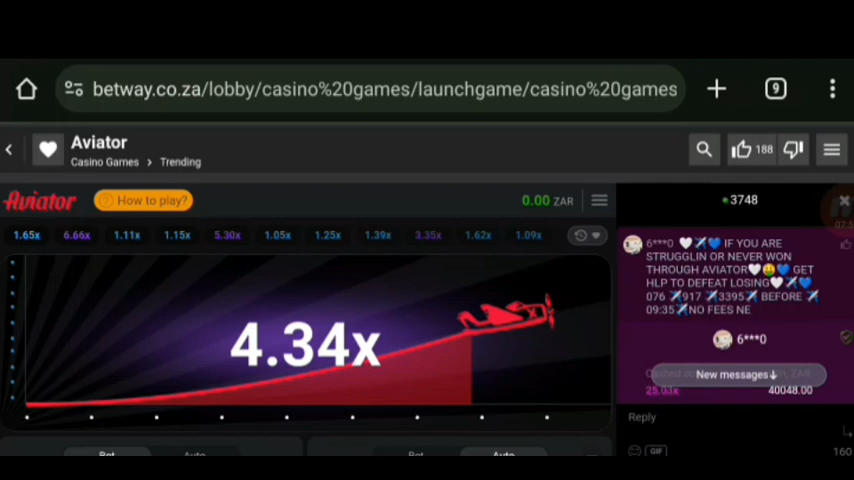 betway.co.za/lobby/casino%20games/launchgame/casino%20games
9
Aviator
Casino Games > Trending
188
Aviator
? How to play?
0.00 ZAR
3748
1.65x 6.66x 1.11x 1.15x 5.30x 1.05x 1.25x 1.39x 3.35x 1.62x 1.09x
6***0 🤍✈️💙 IF YOU ARE
STRUGGLIN OR NEVER WON
THROUGH AVIATOR🤍🤑💙 GET
HLP TO DEFEAT LOSING🤍✈️💙
076 ✈️917 ✈️3395✈️ BEFORE ✈️
09:35✈️NO FEES NE
6***0
4.34x
New messages↓
ZAR
25.03x 40048.00
Reply
Bet Auto
Bet Auto
GIF
160